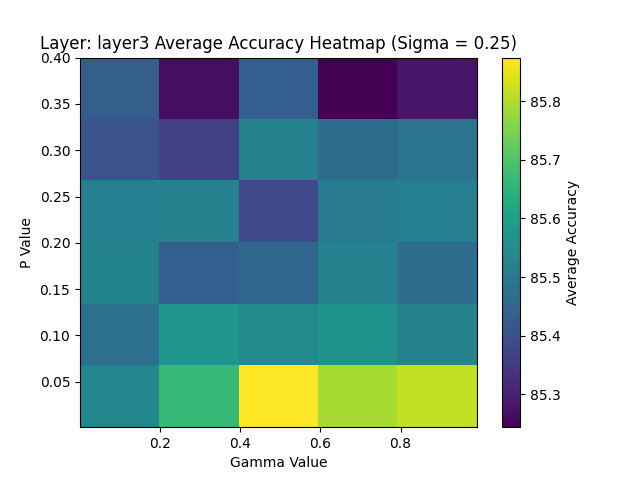 Layer: layer3 Average Accuracy Heatmap (Sigma = 0.25)
0.40
0.35
0.30
0.25
0.20
0.15
0.10
0.05
P Value
0.2 0.4 0.6 0.8
Gamma Value
85.8
85.7
85.6
85.5
85.4
85.3
Average Accuracy